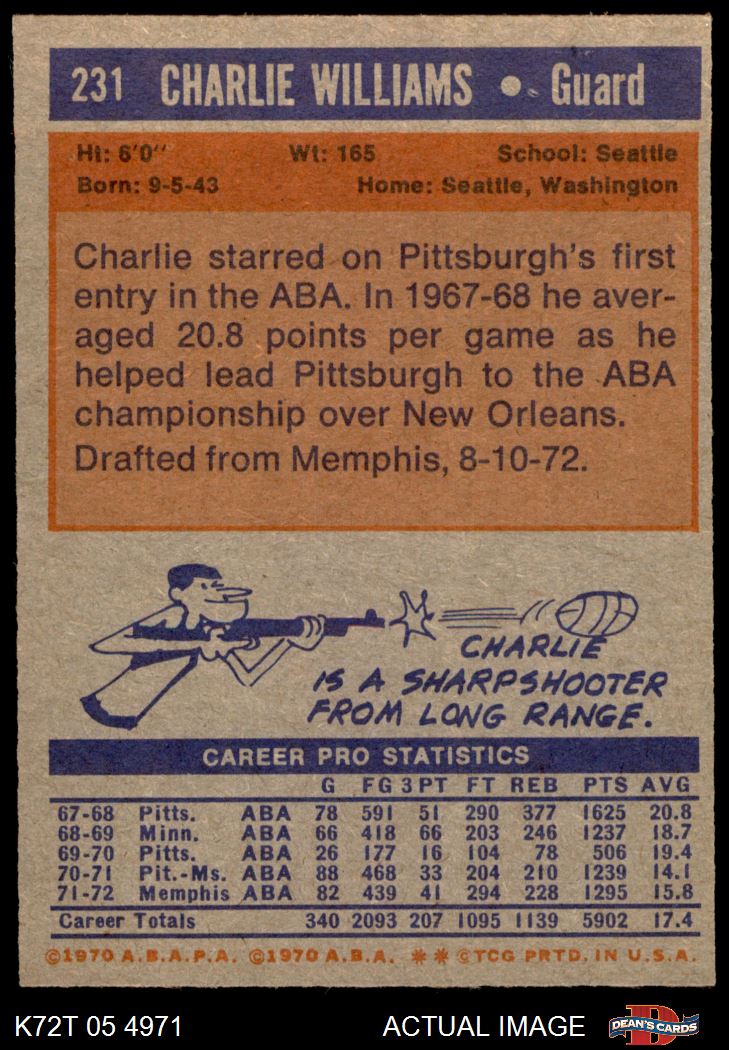 231 CHARLIE WILLIAMS • Guard
Ht: 6'0" Wt: 165 School: Seattle
Born: 9-5-43 Home: Seattle, Washington
Charlie starred on Pittsburgh's first
entry in the ABA. In 1967-68 he aver-
aged 20.8 points per game as he
helped lead Pittsburgh to the ABA
championship over New Orleans.
Drafted from Memphis, 8-10-72.
CHARLIE
IS A SHARPSHOOTER
FROM LONG RANGE.
CAREER PRO STATISTICS
G FG 3PT FT REB PTS AVG
67-68 Pitts. ABA 78 591 51 290 377 1625 20.8
68-69 Minn. ABA 66 418 66 203 246 1237 18.7
69-70 Pitts. ABA 26 177 16 104 78 506 19.4
70-71 Pit.-Ms. ABA 88 468 33 204 210 1239 14.1
71-72 Memphis ABA 82 439 41 294 228 1295 15.8
Career Totals 340 2093 207 1095 1139 5902 17.4
©1970 A.B.A.P.A. ©1970 A.B.A. ** ©TCG PRTD. IN U.S.A.
K72T 05 4971 ACTUAL IMAGE DEAN'S CARDS